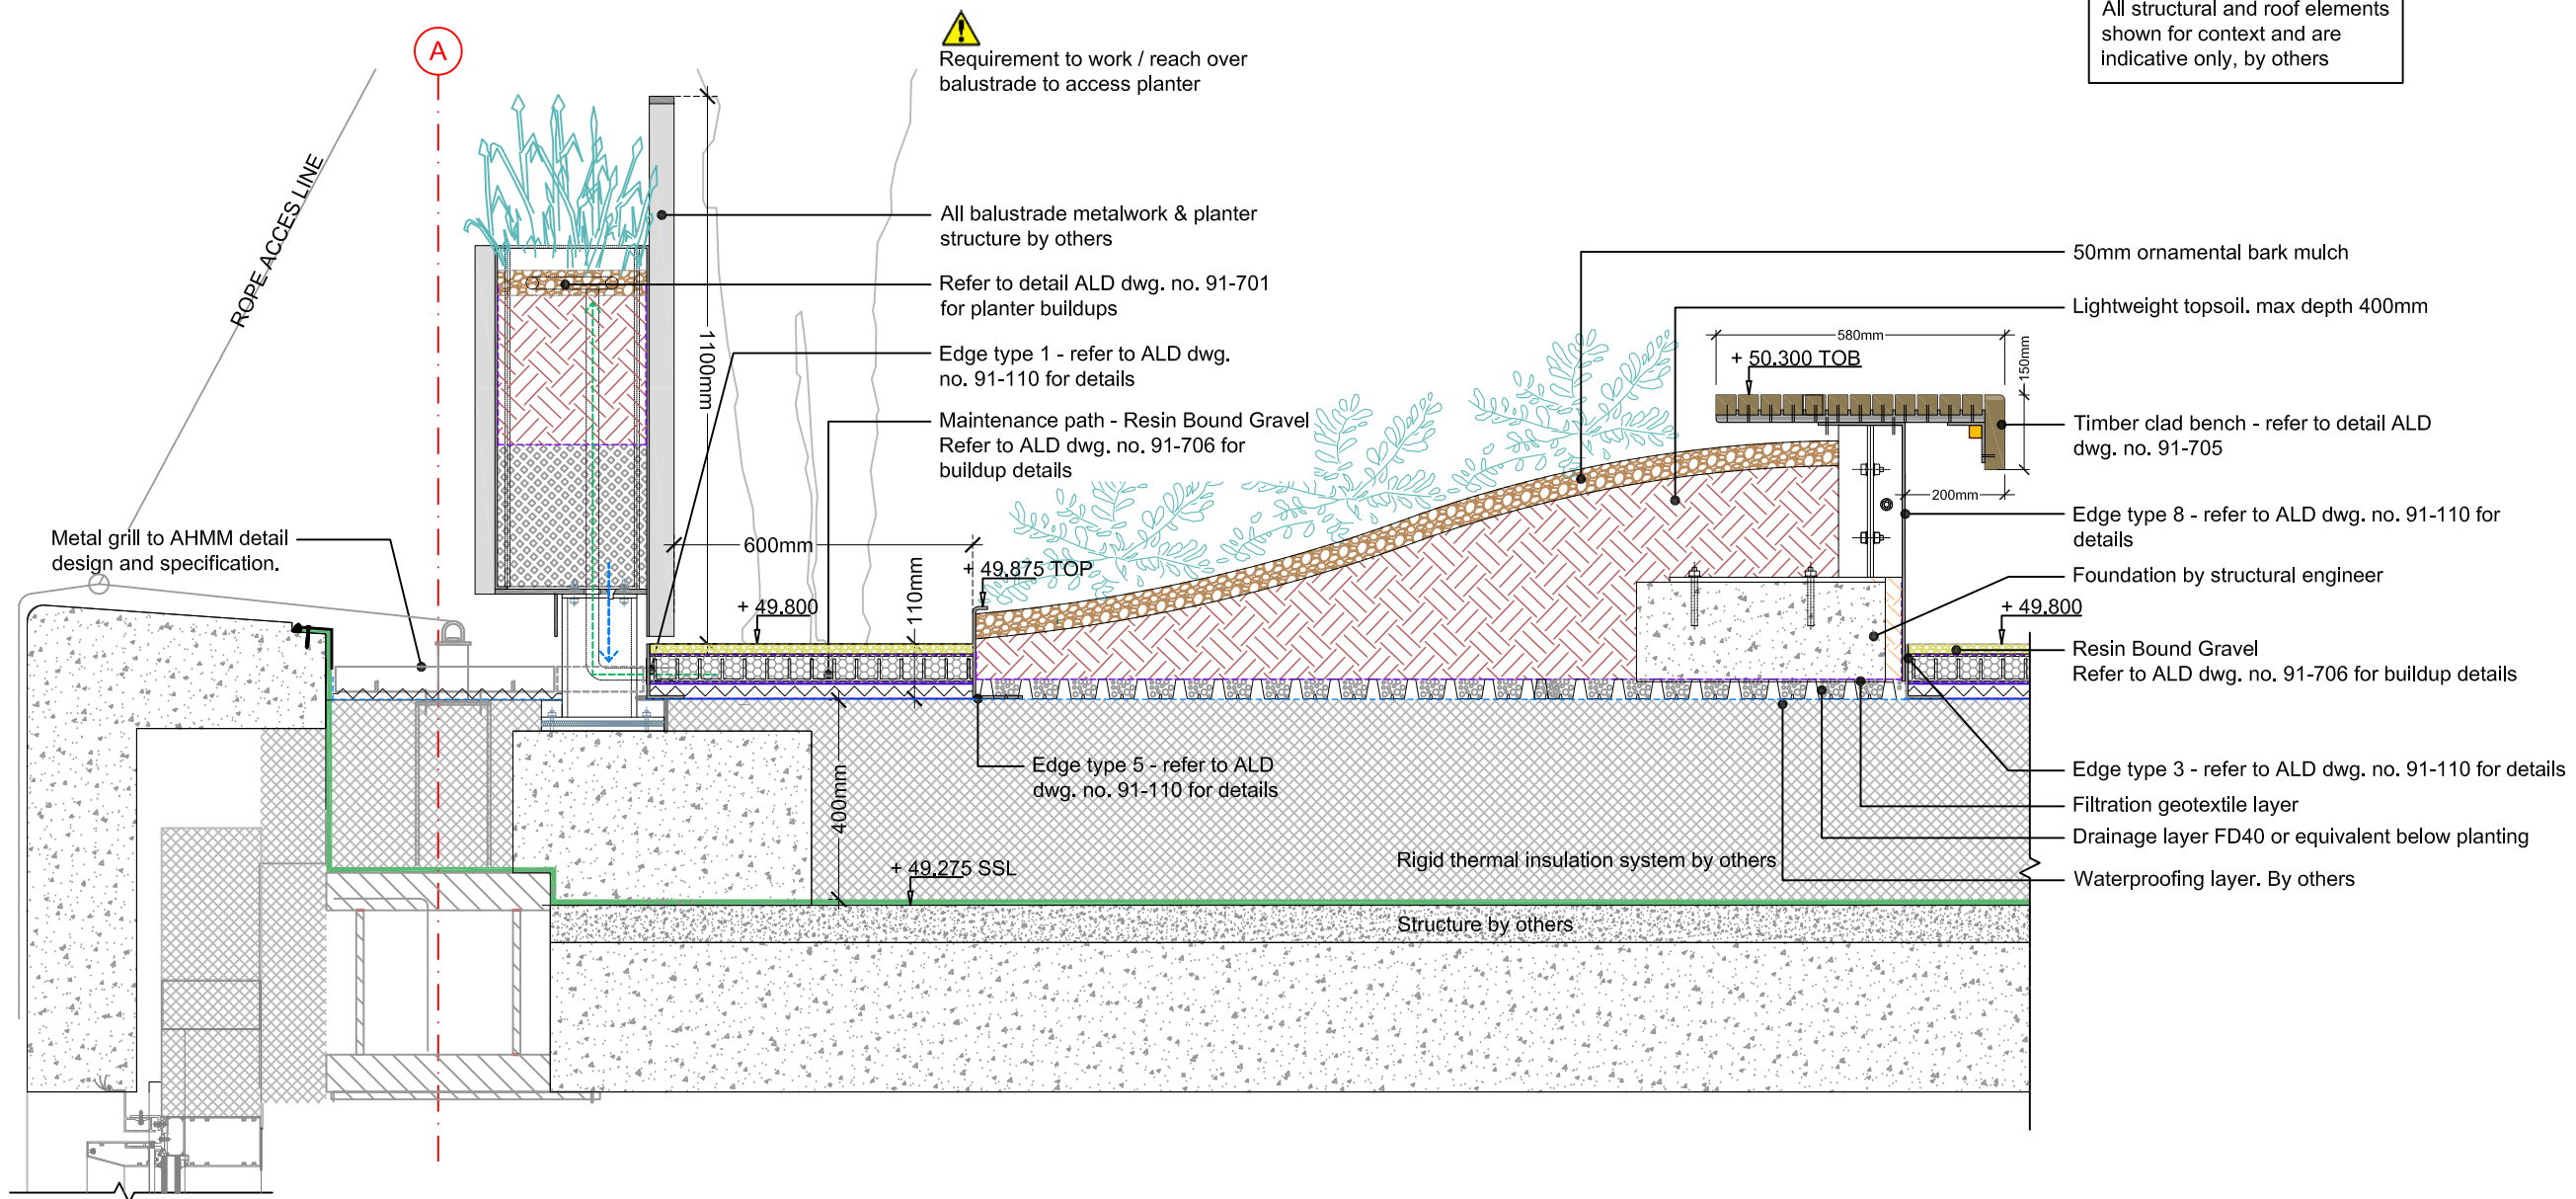 All structural and roof elements
shown for context and are
indicative only, by others
A
Requirement to work / reach over
balustrade to access planter
ROPE ACCES LINE
All balustrade metalwork & planter
structure by others
Refer to detail ALD dwg. no. 91-701
for planter buildups
Edge type 1 - refer to ALD dwg.
no. 91-110 for details
Maintenance path - Resin Bound Gravel
Refer to ALD dwg. no. 91-706 for
buildup details
1100mm
50mm ornamental bark mulch
Lightweight topsoil. max depth 400mm
580mm
+ 50.300 TOB
150mm
Timber clad bench - refer to detail ALD
dwg. no. 91-705
200mm
Edge type 8 - refer to ALD dwg. no. 91-110 for
details
Foundation by structural engineer
+ 49.800
Resin Bound Gravel
Refer to ALD dwg. no. 91-706 for buildup details
Metal grill to AHMM detail
design and specification.
600mm
+ 49.875 TOP
+ 49.800
110mm
Edge type 5 - refer to ALD
dwg. no. 91-110 for details
400mm
+ 49.275 SSL
Rigid thermal insulation system by others
Structure by others
Edge type 3 - refer to ALD dwg. no. 91-110 for details
Filtration geotextile layer
Drainage layer FD40 or equivalent below planting
Waterproofing layer. By others